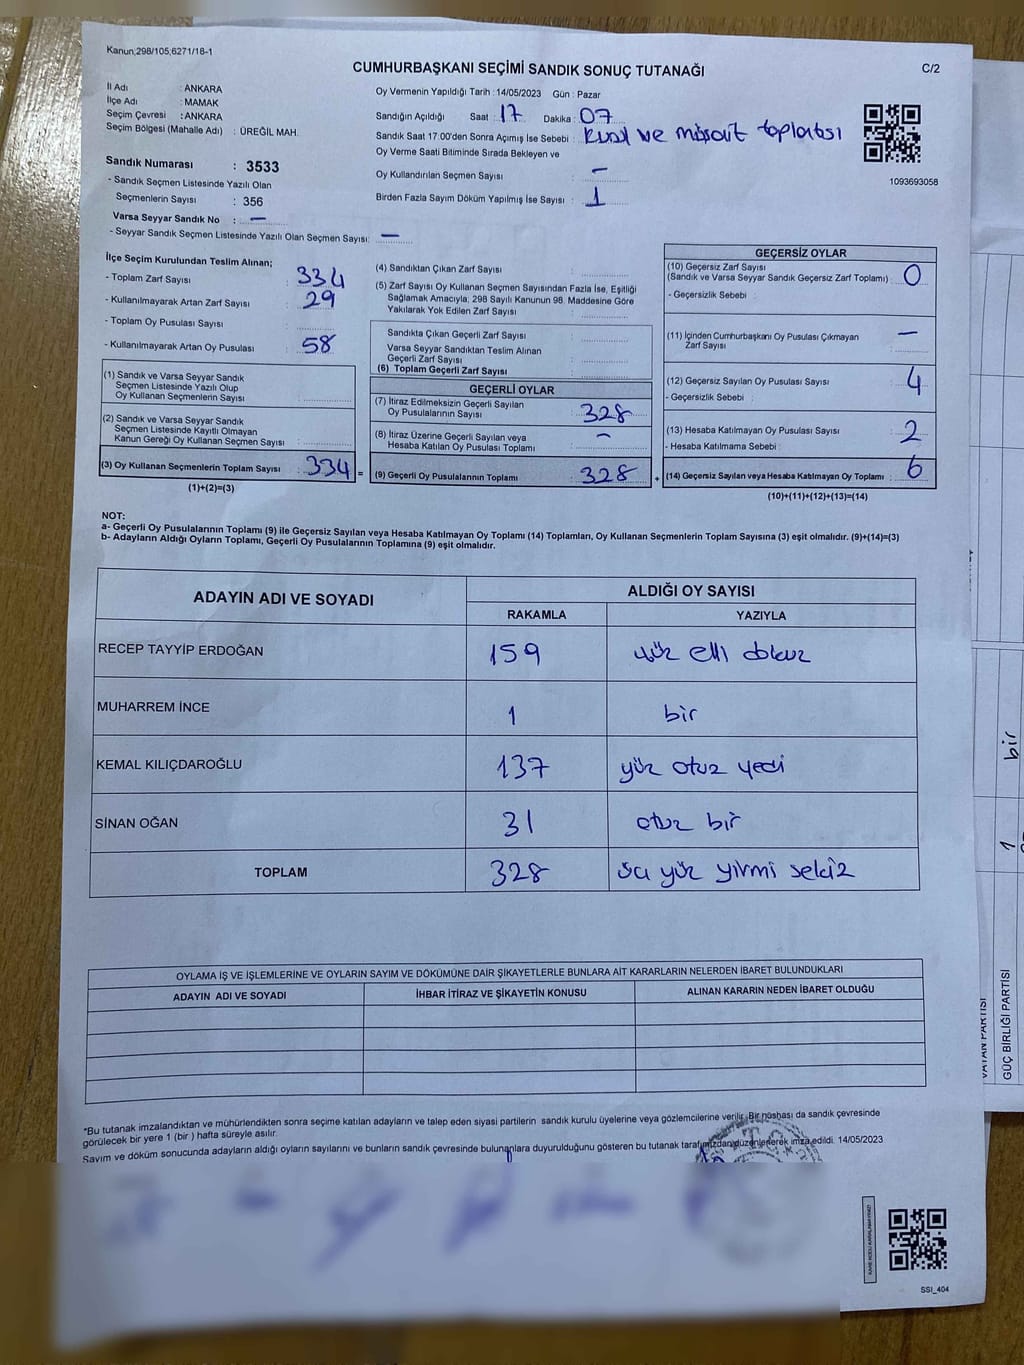 Kanun;298/105,6271/18-1
C/2
CUMHURBAŞKANI SEÇİMİ SANDIK SONUÇ TUTANAĞI
İl Adı : ANKARA
İlçe Adı : MAMAK
Seçim Çevresi : ANKARA
Seçim Bölgesi (Mahalle Adı) : ÜREĞİL MAH.
Sandık Numarası : 3533
- Sandık Seçmen Listesinde Yazılı Olan
Seçmenlerin Sayısı : 356
Varsa Seyyar Sandık No : —
- Seyyar Sandık Seçmen Listesinde Yazılı Olan Seçmen Sayısı: —
Oy Vermenin Yapıldığı Tarih : 14/05/2023 Gün : Pazar
Sandığın Açıldığı Saat : 17 Dakika : 07
Sandık Saat 17:00'den Sonra Açımış İse Sebebi : ve toplatısı
Oy Verme Saati Bitiminde Sırada Bekleyen ve
Oy Kullandırılan Seçmen Sayısı : —
Birden Fazla Sayım Döküm Yapılmış İse Sayısı : 1
1093693058
İlçe Seçim Kurulundan Teslim Alınan;
- Toplam Zarf Sayısı : 334
- Kullanılmayarak Artan Zarf Sayısı : 29
- Toplam Oy Pusulası Sayısı :
- Kullanılmayarak Artan Oy Pusulası : 58
(1) Sandık ve Varsa Seyyar Sandık
Seçmen Listesinde Yazılı Olup
Oy Kullanan Seçmenlerin Sayısı :
(2) Sandık ve Varsa Seyyar Sandık
Seçmen Listesinde Kayıtlı Olmayan
Kanun Gereği Oy Kullanan Seçmen Sayısı :
(3) Oy Kullanan Seçmenlerin Toplam Sayısı : 334 =
(1)+(2)=(3)
(4) Sandıktan Çıkan Zarf Sayısı :
(5) Zarf Sayısı Oy Kullanan Seçmen Sayısından Fazla İse, Eşitliği
Sağlamak Amacıyla, 298 Sayılı Kanunun 98. Maddesine Göre
Yakılarak Yok Edilen Zarf Sayısı :
Sandıkta Çıkan Geçerli Zarf Sayısı :
Varsa Seyyar Sandıktan Teslim Alınan
Geçerli Zarf Sayısı :
(6) Toplam Geçerli Zarf Sayısı :
GEÇERLİ OYLAR
(7) İtiraz Edilmeksizin Geçerli Sayılan
Oy Pusulalarının Sayısı : 328
(8) İtiraz Üzerine Geçerli Sayılan veya
Hesaba Katılan Oy Pusulası Toplamı : —
(9) Geçerli Oy Pusulalarının Toplamı : 328 +
GEÇERSİZ OYLAR
(10) Geçersiz Zarf Sayısı
(Sandık ve Varsa Seyyar Sandık Geçersiz Zarf Toplamı) : 0
- Geçersizlik Sebebi :
(11) İçinden Cumhurbaşkanı Oy Pusulası Çıkmayan
Zarf Sayısı : —
(12) Geçersiz Sayılan Oy Pusulası Sayısı : 4
- Geçersizlik Sebebi :
(13) Hesaba Katılmayan Oy Pusulası Sayısı : 2
- Hesaba Katılmama Sebebi :
(14) Geçersiz Sayılan veya Hesaba Katılmayan Oy Toplamı : 6
(10)+(11)+(12)+(13)=(14)
NOT:
a- Geçerli Oy Pusulalarının Toplamı (9) ile Geçersiz Sayılan veya Hesaba Katılmayan Oy Toplamı (14) Toplamları, Oy Kullanan Seçmenlerin Toplam Sayısına (3) eşit olmalıdır. (9)+(14)=(3)
b- Adayların Aldığı Oyların Toplamı, Geçerli Oy Pusulalarının Toplamına (9) eşit olmalıdır.
ADAYIN ADI VE SOYADI
ALDIĞI OY SAYISI
RAKAMLA YAZIYLA
RECEP TAYYİP ERDOĞAN 159 yüz elli dokuz
MUHARREM İNCE 1 bir
KEMAL KILIÇDAROĞLU 137 yüz otuz yedi
SİNAN OĞAN 31 otuz bir
TOPLAM 328 üç yüz yirmi sekiz
OYLAMA İŞ VE İŞLEMLERİNE VE OYLARIN SAYIM VE DÖKÜMÜNE DAİR ŞİKAYETLERLE BUNLARA AİT KARARLARIN NELERDEN İBARET BULUNDUKLARI
ADAYIN ADI VE SOYADI İHBAR İTİRAZ VE ŞİKAYETİN KONUSU ALINAN KARARIN NEDEN İBARET OLDUĞU
*Bu tutanak imzalandıktan ve mühürlendikten sonra seçime katılan adayların ve talep eden siyasi partilerin sandık kurulu üyelerine veya gözlemcilerine verilir. Bir nüshası da sandık çevresinde
görülecek bir yere 1 (bir ) hafta süreyle asılır.
Sayım ve döküm sonucunda adayların aldığı oyların sayılarını ve bunların sandık çevresinde bulunanlara duyurulduğunu gösteren bu tutanak tarafımızdan düzenlenerek imza edildi. 14/05/2023
SSI_404
VATAN PARTİSİ
GÜÇ BİRLİĞİ PARTİSİ 1 bir